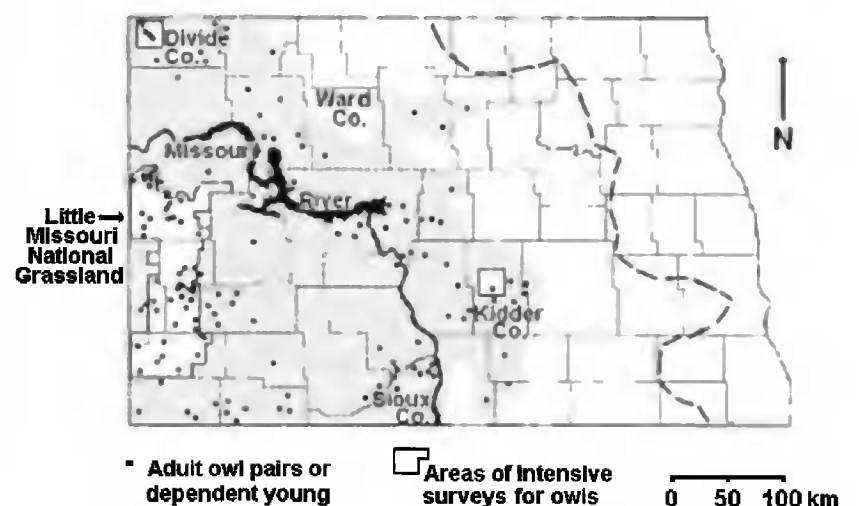 Divide
Co.
Ward
Co.
N
Missouri
River
Little
Missouri
National
Grassland
Kidder
Co.
Sioux
Co.
Adult owl pairs or
dependent young
Areas of intensive
surveys for owls
0 50 100 km